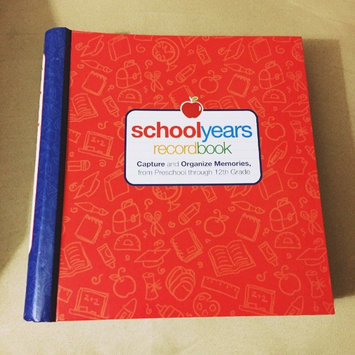 schoolyears
recordbook
Capture and Organize Memories,
from Preschool through 12th Grade